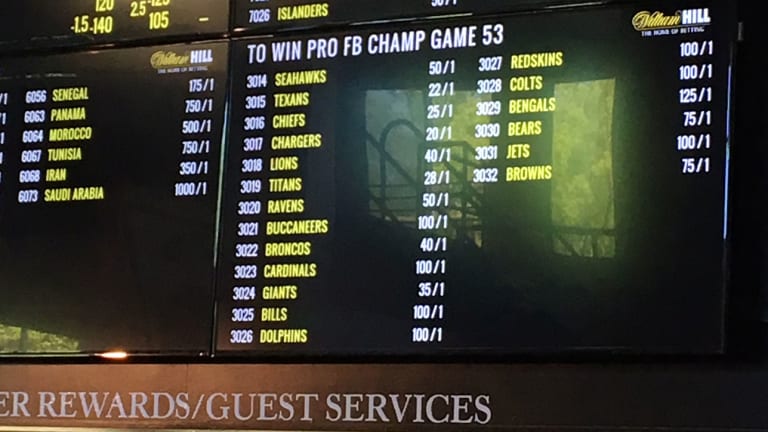 120 2.5 -125
-1.5 -140 105 –
7026 ISLANDERS 50/1
William HILL
THE HOME OF BETTING
6056 SENEGAL 175/1
6063 PANAMA 750/1
6064 MOROCCO 500/1
6067 TUNISIA 750/1
6068 IRAN 350/1
6073 SAUDI ARABIA 1000/1
William HILL
THE HOME OF BETTING
TO WIN PRO FB CHAMP GAME 53
3014 SEAHAWKS 50/1
3015 TEXANS 22/1
3016 CHIEFS 25/1
3017 CHARGERS 20/1
3018 LIONS 40/1
3019 TITANS 28/1
3020 RAVENS 50/1
3021 BUCCANEERS 100/1
3022 BRONCOS 40/1
3023 CARDINALS 100/1
3024 GIANTS 35/1
3025 BILLS 100/1
3026 DOLPHINS 100/1
3027 REDSKINS 100/1
3028 COLTS 100/1
3029 BENGALS 125/1
3030 BEARS 75/1
3031 JETS 100/1
3032 BROWNS 75/1
ER REWARDS/GUEST SERVICES